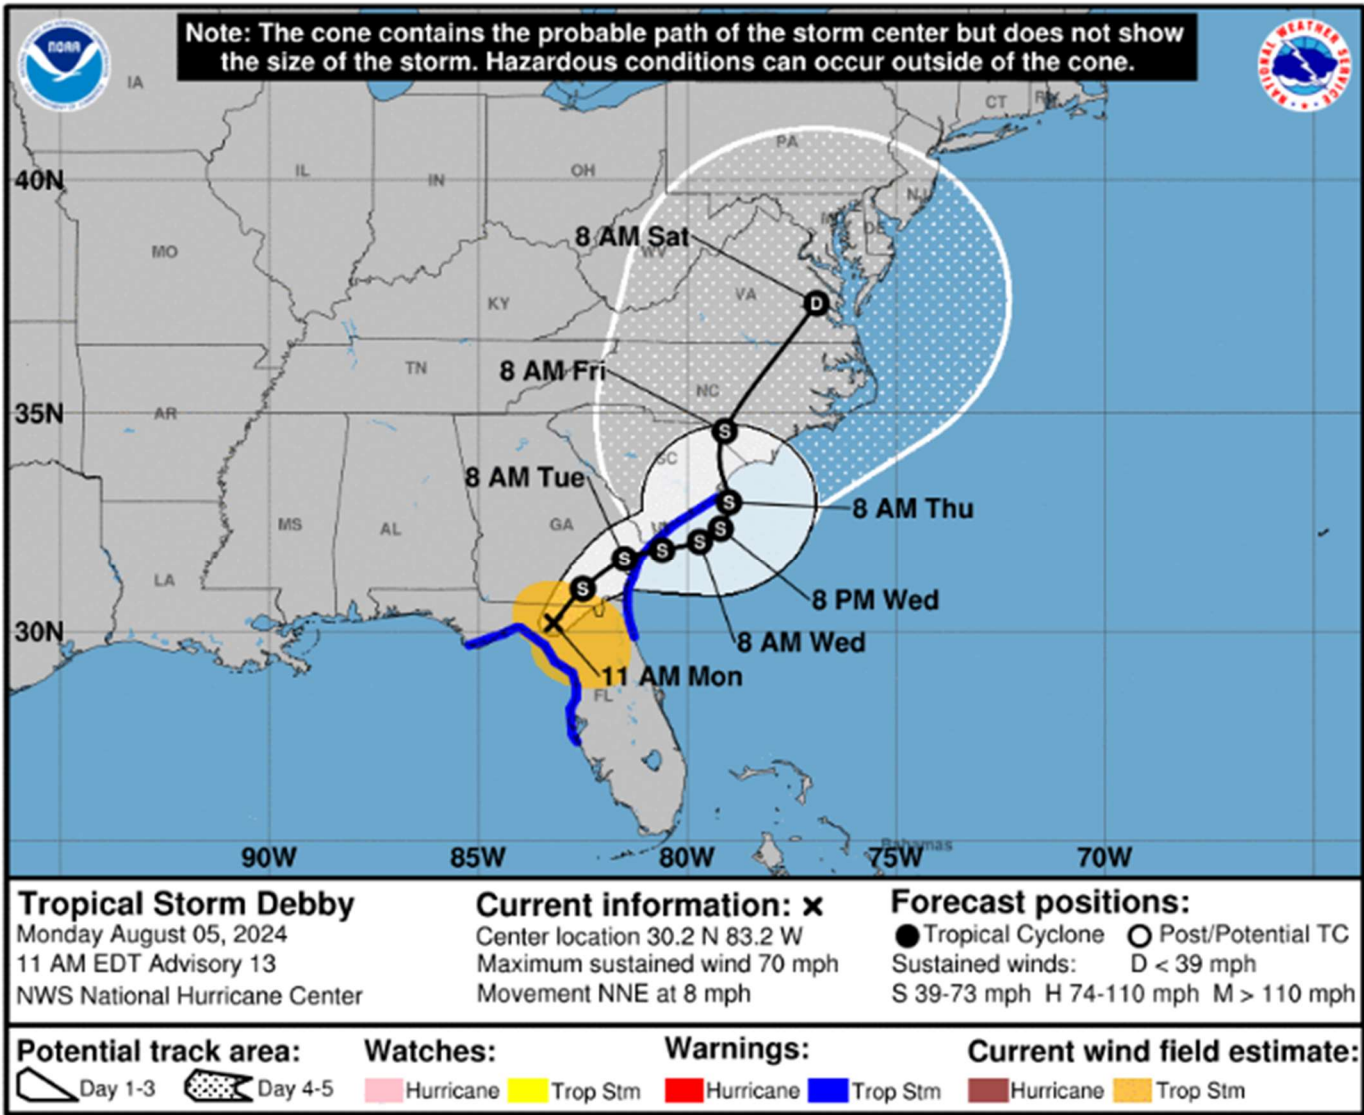 Note: The cone contains the probable path of the storm center but does not show
the size of the storm. Hazardous conditions can occur outside of the cone.
NOAA
NATIONAL WEATHER SERVICE
IA
CT
PA
40N
IL
IN
OH
NJ
DE
8 AM Sat
WV
MO
VA
D
KY
8 AM Fri
TN
NC
35N
AR
S
SC
8 AM Tue
S
8 AM Thu
MS
AL
GA
S
S
S
S
LA
S
8 PM Wed
30N
8 AM Wed
11 AM Mon
FL
Bahamas
90W
85W
80W
75W
70W
Tropical Storm Debby
Monday August 05, 2024
11 AM EDT Advisory 13
NWS National Hurricane Center
Current information: x
Center location 30.2 N 83.2 W
Maximum sustained wind 70 mph
Movement NNE at 8 mph
Forecast positions:
Tropical Cyclone Post/Potential TC
Sustained winds: D < 39 mph
S 39-73 mph H 74-110 mph M > 110 mph
Potential track area:
Day 1-3 Day 4-5
Watches:
Hurricane Trop Stm
Warnings:
Hurricane Trop Stm
Current wind field estimate:
Hurricane Trop Stm